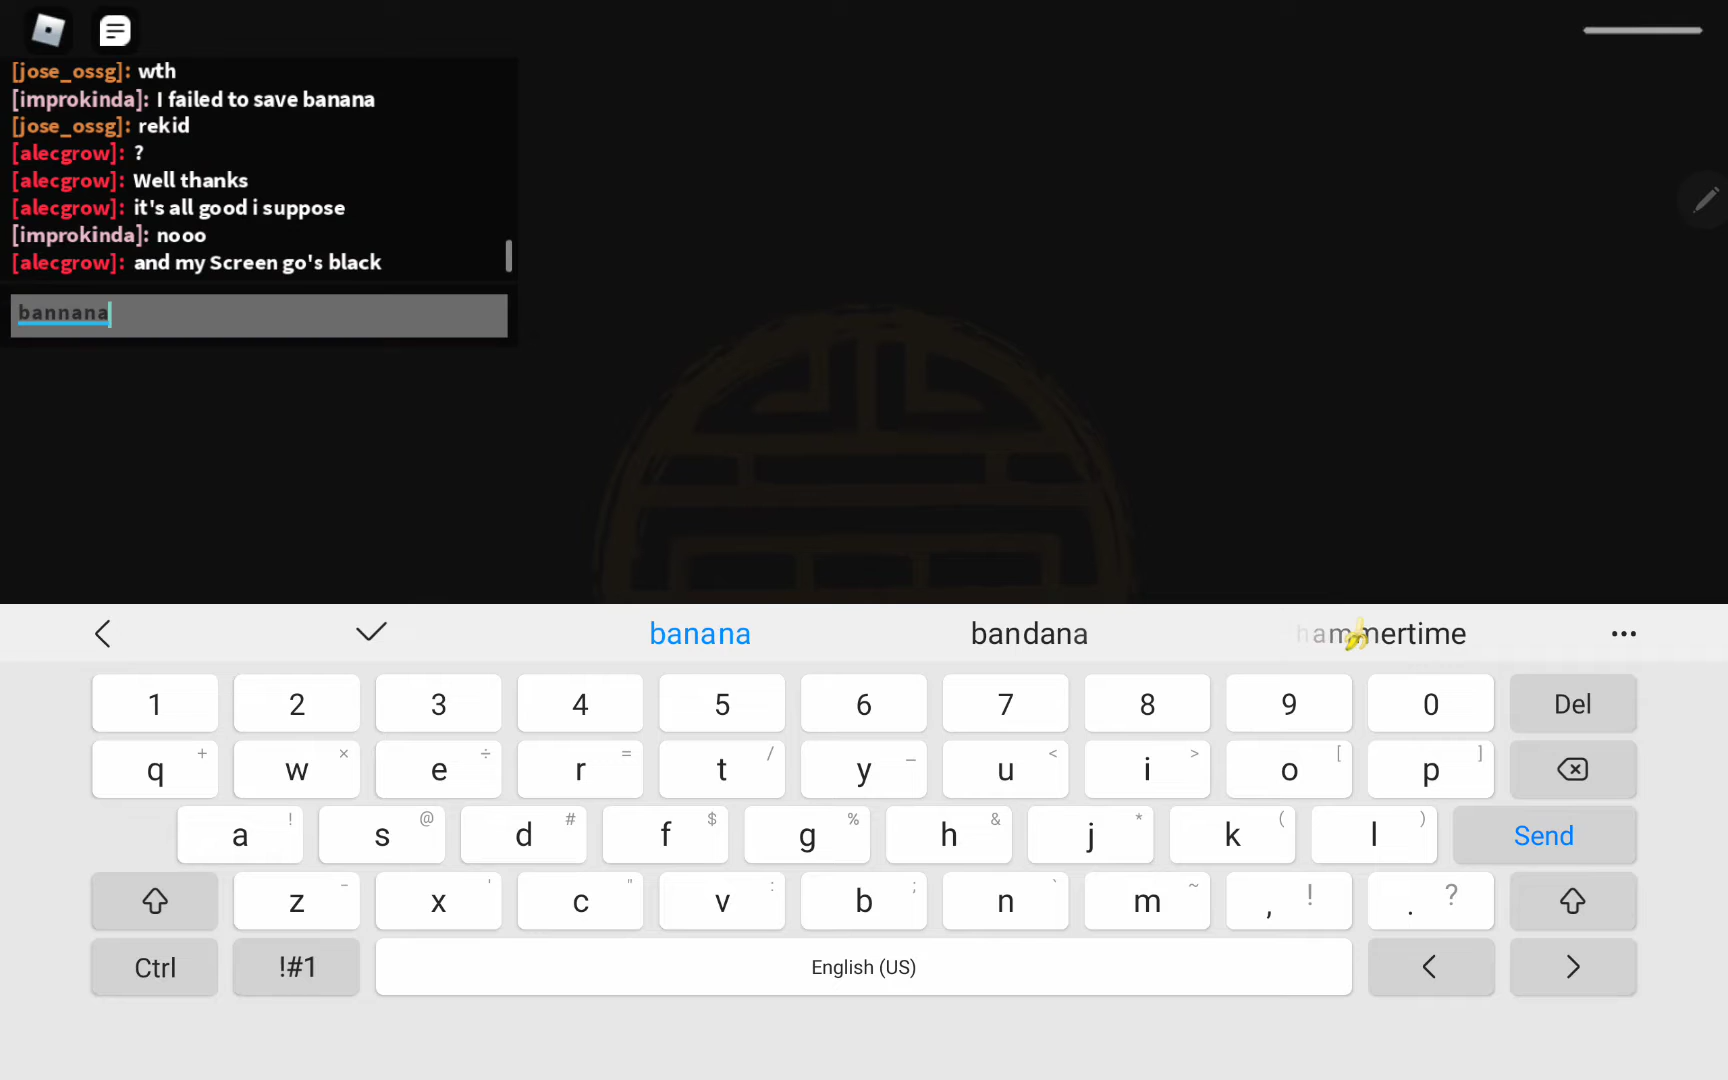 [jose_ossg]: wth
[improkinda]: I failed to save banana
[jose_ossg]: rekid
[alecgrow]: ?
[alecgrow]: Well thanks
[alecgrow]: it's all good i suppose
[improkinda]: nooo
[alecgrow]: and my Screen go's black
bannana
banana bandana hammertime
1 2 3 4 5 6 7 8 9 0 Del
q + w × e ÷ r = t / y _ u < i > o [ p ]
a ! s @ d # f $ g % h & j * k ( l ) Send
z - x ' c " v : b ; n ` m ~ , ! . ?
Ctrl !#1 English (US) < >